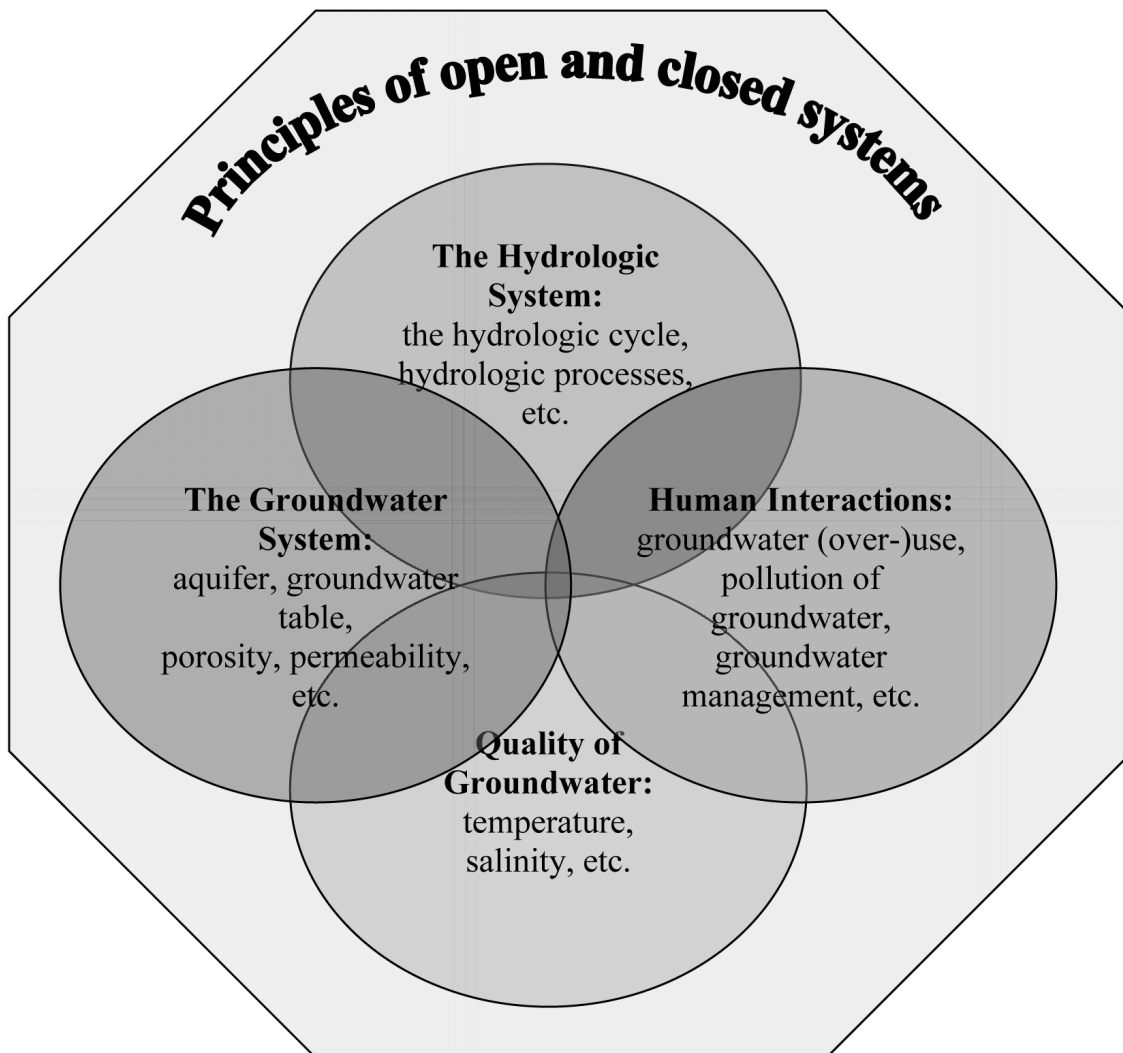 Principles of open and closed systems
The Hydrologic
System:
the hydrologic cycle,
hydrologic processes,
etc.
The Groundwater
System:
aquifer, groundwater
table,
porosity, permeability,
etc.
Human Interactions:
groundwater (over-)use,
pollution of
groundwater,
groundwater
management, etc.
Quality of
Groundwater:
temperature,
salinity, etc.